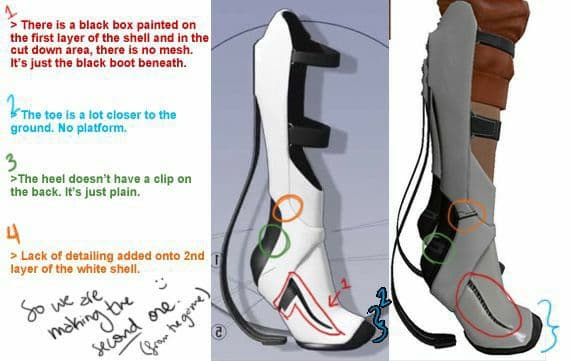 1
> There is a black box painted on
the first layer of the shell and in the
cut down area, there is no mesh.
It's just the black boot beneath.
2
>The toe is a lot closer to the
ground. No platform.
3
>The heel doesn't have a clip on
the back. It's just plain.
4
> Lack of detailing added onto 2nd
layer of the white shell.
So we are
making the
second one.
(from the game)
1
2
1
5